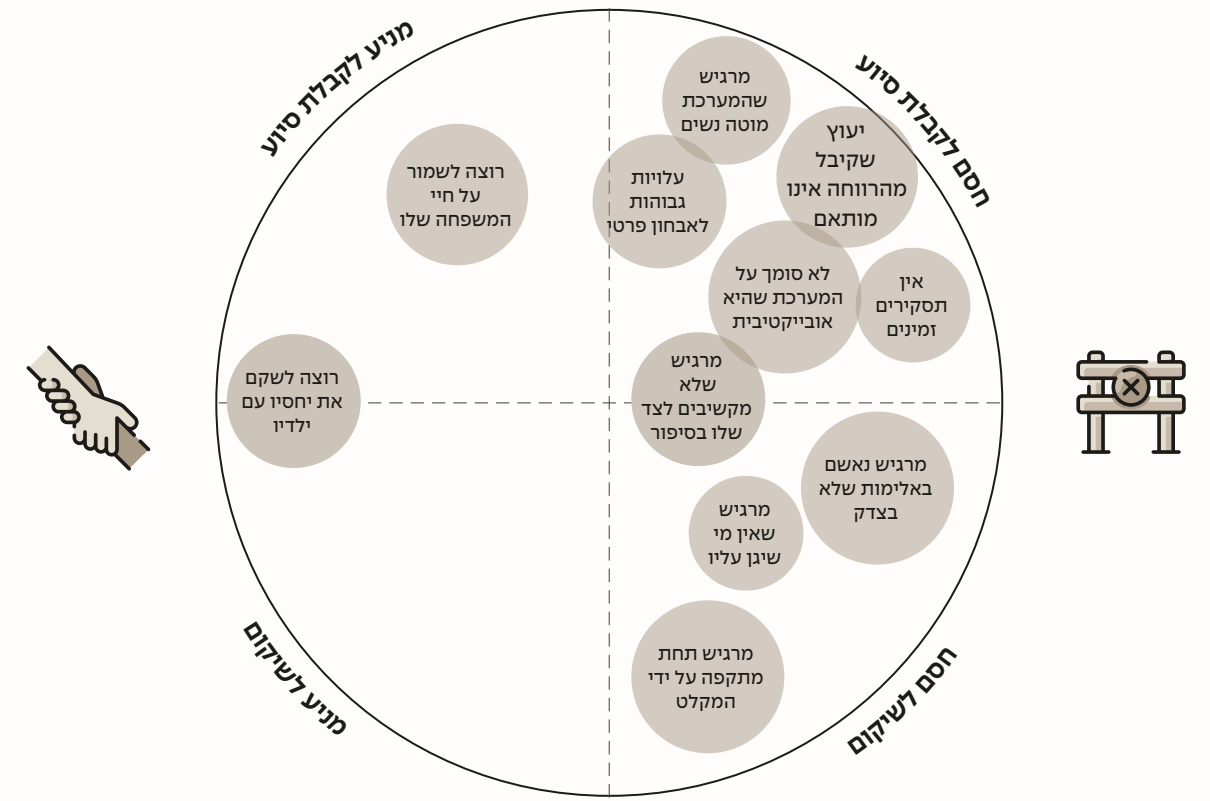 מניע לקבלת סיוע
חסם לקבלת סיוע
מרגיש
שהמערכת
מוטה נשים
יעוץ
שקיבל
מהרווחה אינו
מותאם
עלויות
גבוהות
לאבחון פרטי
רוצה לשמור
על חיי
המשפחה שלו
לא סומך על
המערכת שהיא
אובייקטיבית
אין
תסקירים
זמינים
מרגיש
שלא
מקשיבים לצד
שלו בסיפור
רוצה לשקם
את יחסיו עם
ילדיו
מרגיש נאשם
באלימות שלא
בצדק
מרגיש
שאין מי
שיגן עליו
מרגיש תחת
מתקפה על ידי
המקלט
חסם לשיקום
מניע לשיקום